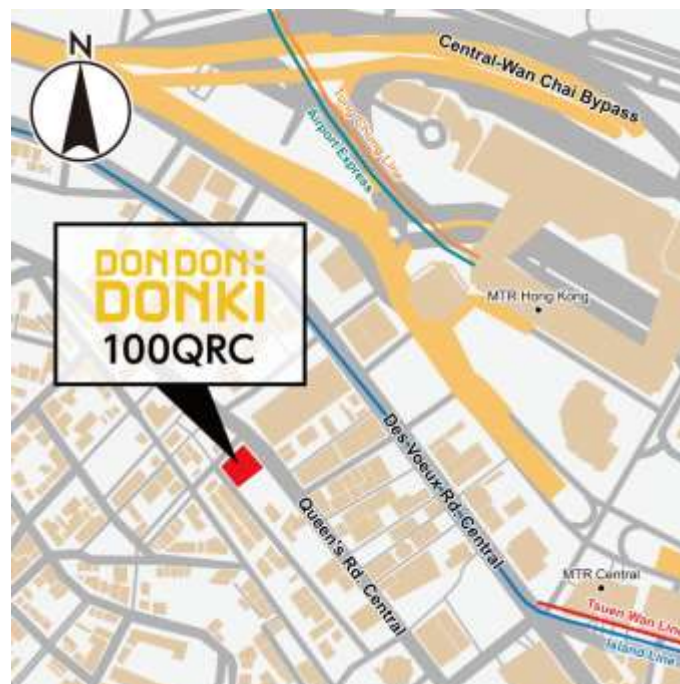 N
Central-Wan Chai Bypass
Tung Chung Line
Airport Express
DON DON:
DONKI
100QRC
MTR Hong Kong
Des-Voeux-Rd. Central
Queen's Rd. Central
MTR Central
Tsuen Wan Line
Island Line